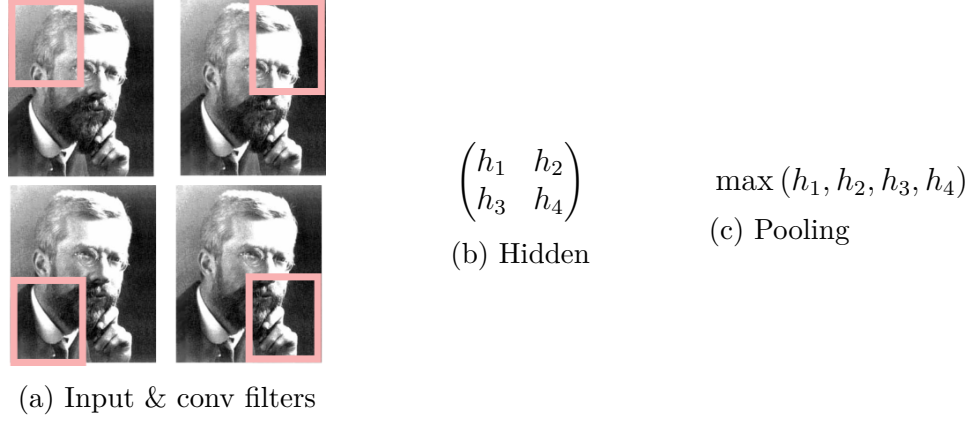 (a) Input & conv filters
h₁ h₂
h₃ h₄
(b) Hidden
max (h₁, h₂, h₃, h₄)
(c) Pooling